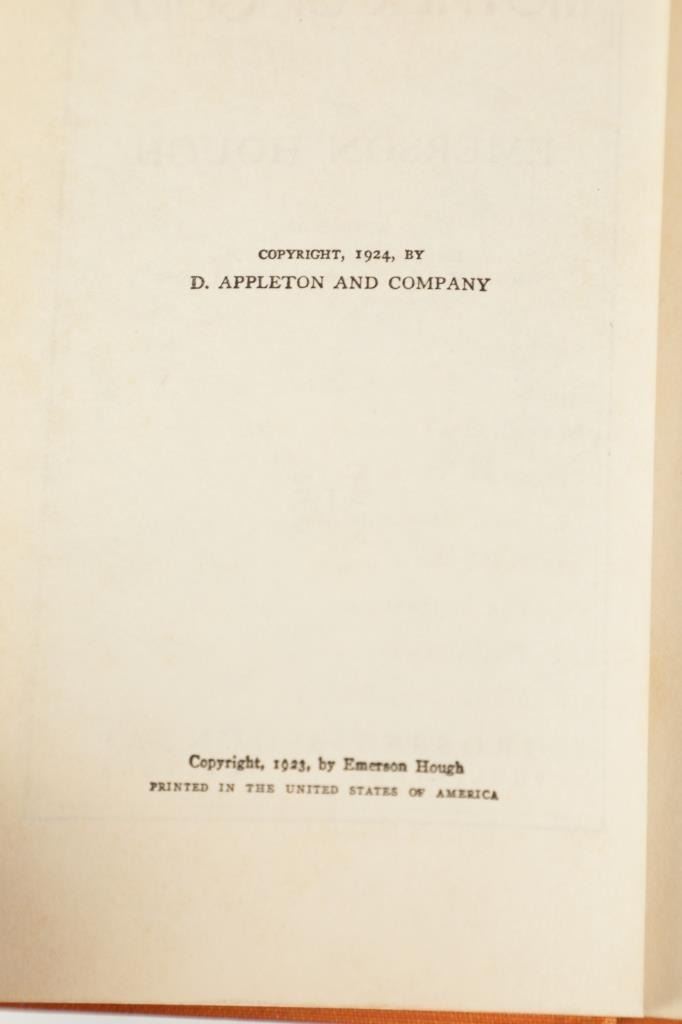 COPYRIGHT, 1924, BY
D. APPLETON AND COMPANY
Copyright, 1923, by Emerson Hough
PRINTED IN THE UNITED STATES OF AMERICA